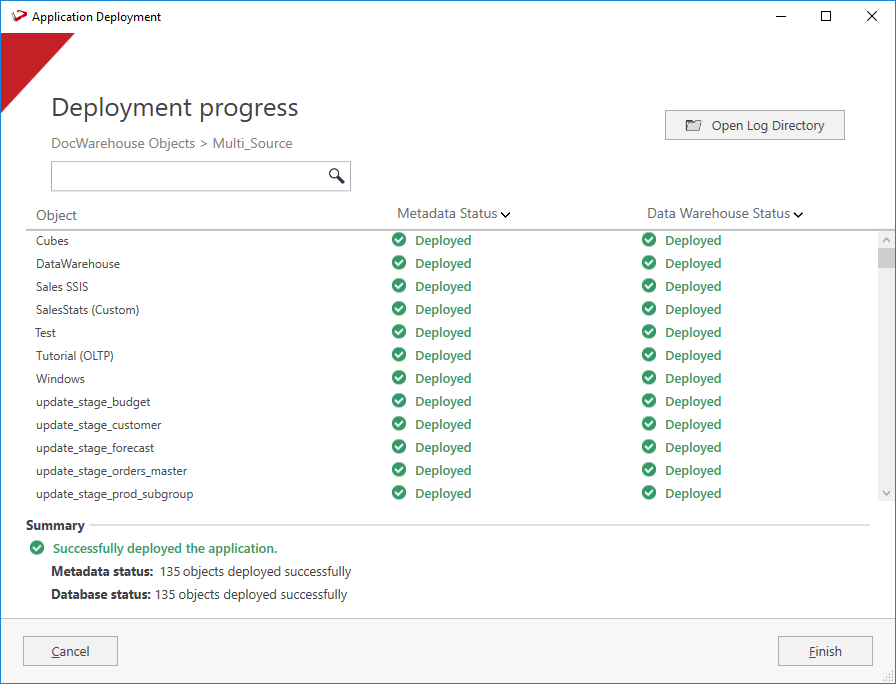 Application Deployment
Deployment progress
DocWarehouse Objects > Multi_Source
Open Log Directory
Object Metadata Status Data Warehouse Status
Cubes Deployed Deployed
DataWarehouse Deployed Deployed
Sales SSIS Deployed Deployed
SalesStats (Custom) Deployed Deployed
Test Deployed Deployed
Tutorial (OLTP) Deployed Deployed
Windows Deployed Deployed
update_stage_budget Deployed Deployed
update_stage_customer Deployed Deployed
update_stage_forecast Deployed Deployed
update_stage_orders_master Deployed Deployed
update_stage_prod_subgroup Deployed Deployed
Summary
Successfully deployed the application.
Metadata status: 135 objects deployed successfully
Database status: 135 objects deployed successfully
Cancel Finish